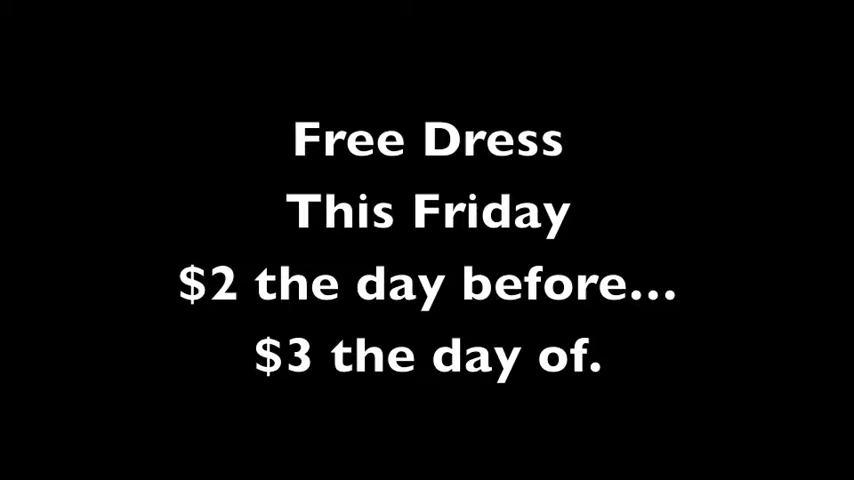 Free Dress
This Friday
$2 the day before...
$3 the day of.